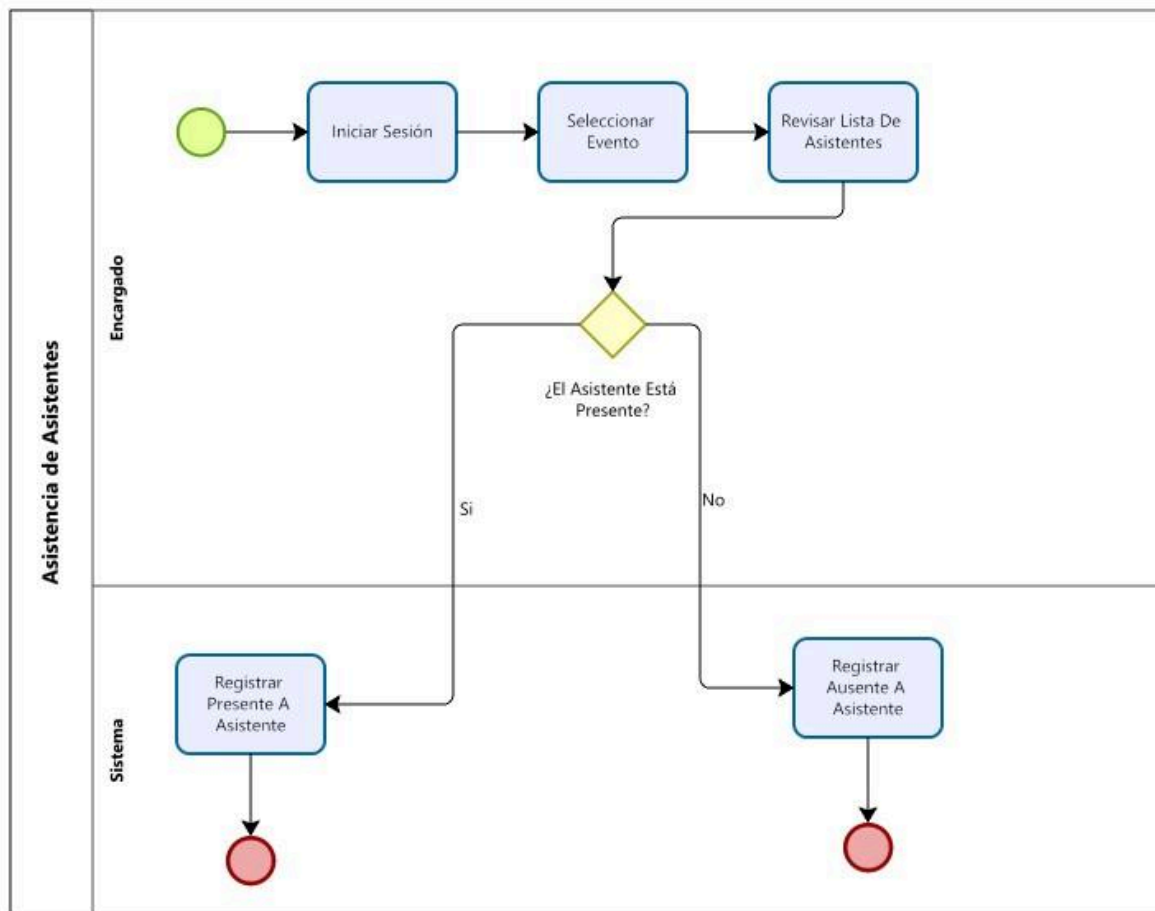 Asistencia de Asistentes
Encargado
Iniciar Sesión
Seleccionar
Evento
Revisar Lista De
Asistentes
¿El Asistente Está
Presente?
Si
No
Sistema
Registrar
Presente A
Asistente
Registrar
Ausente A
Asistente